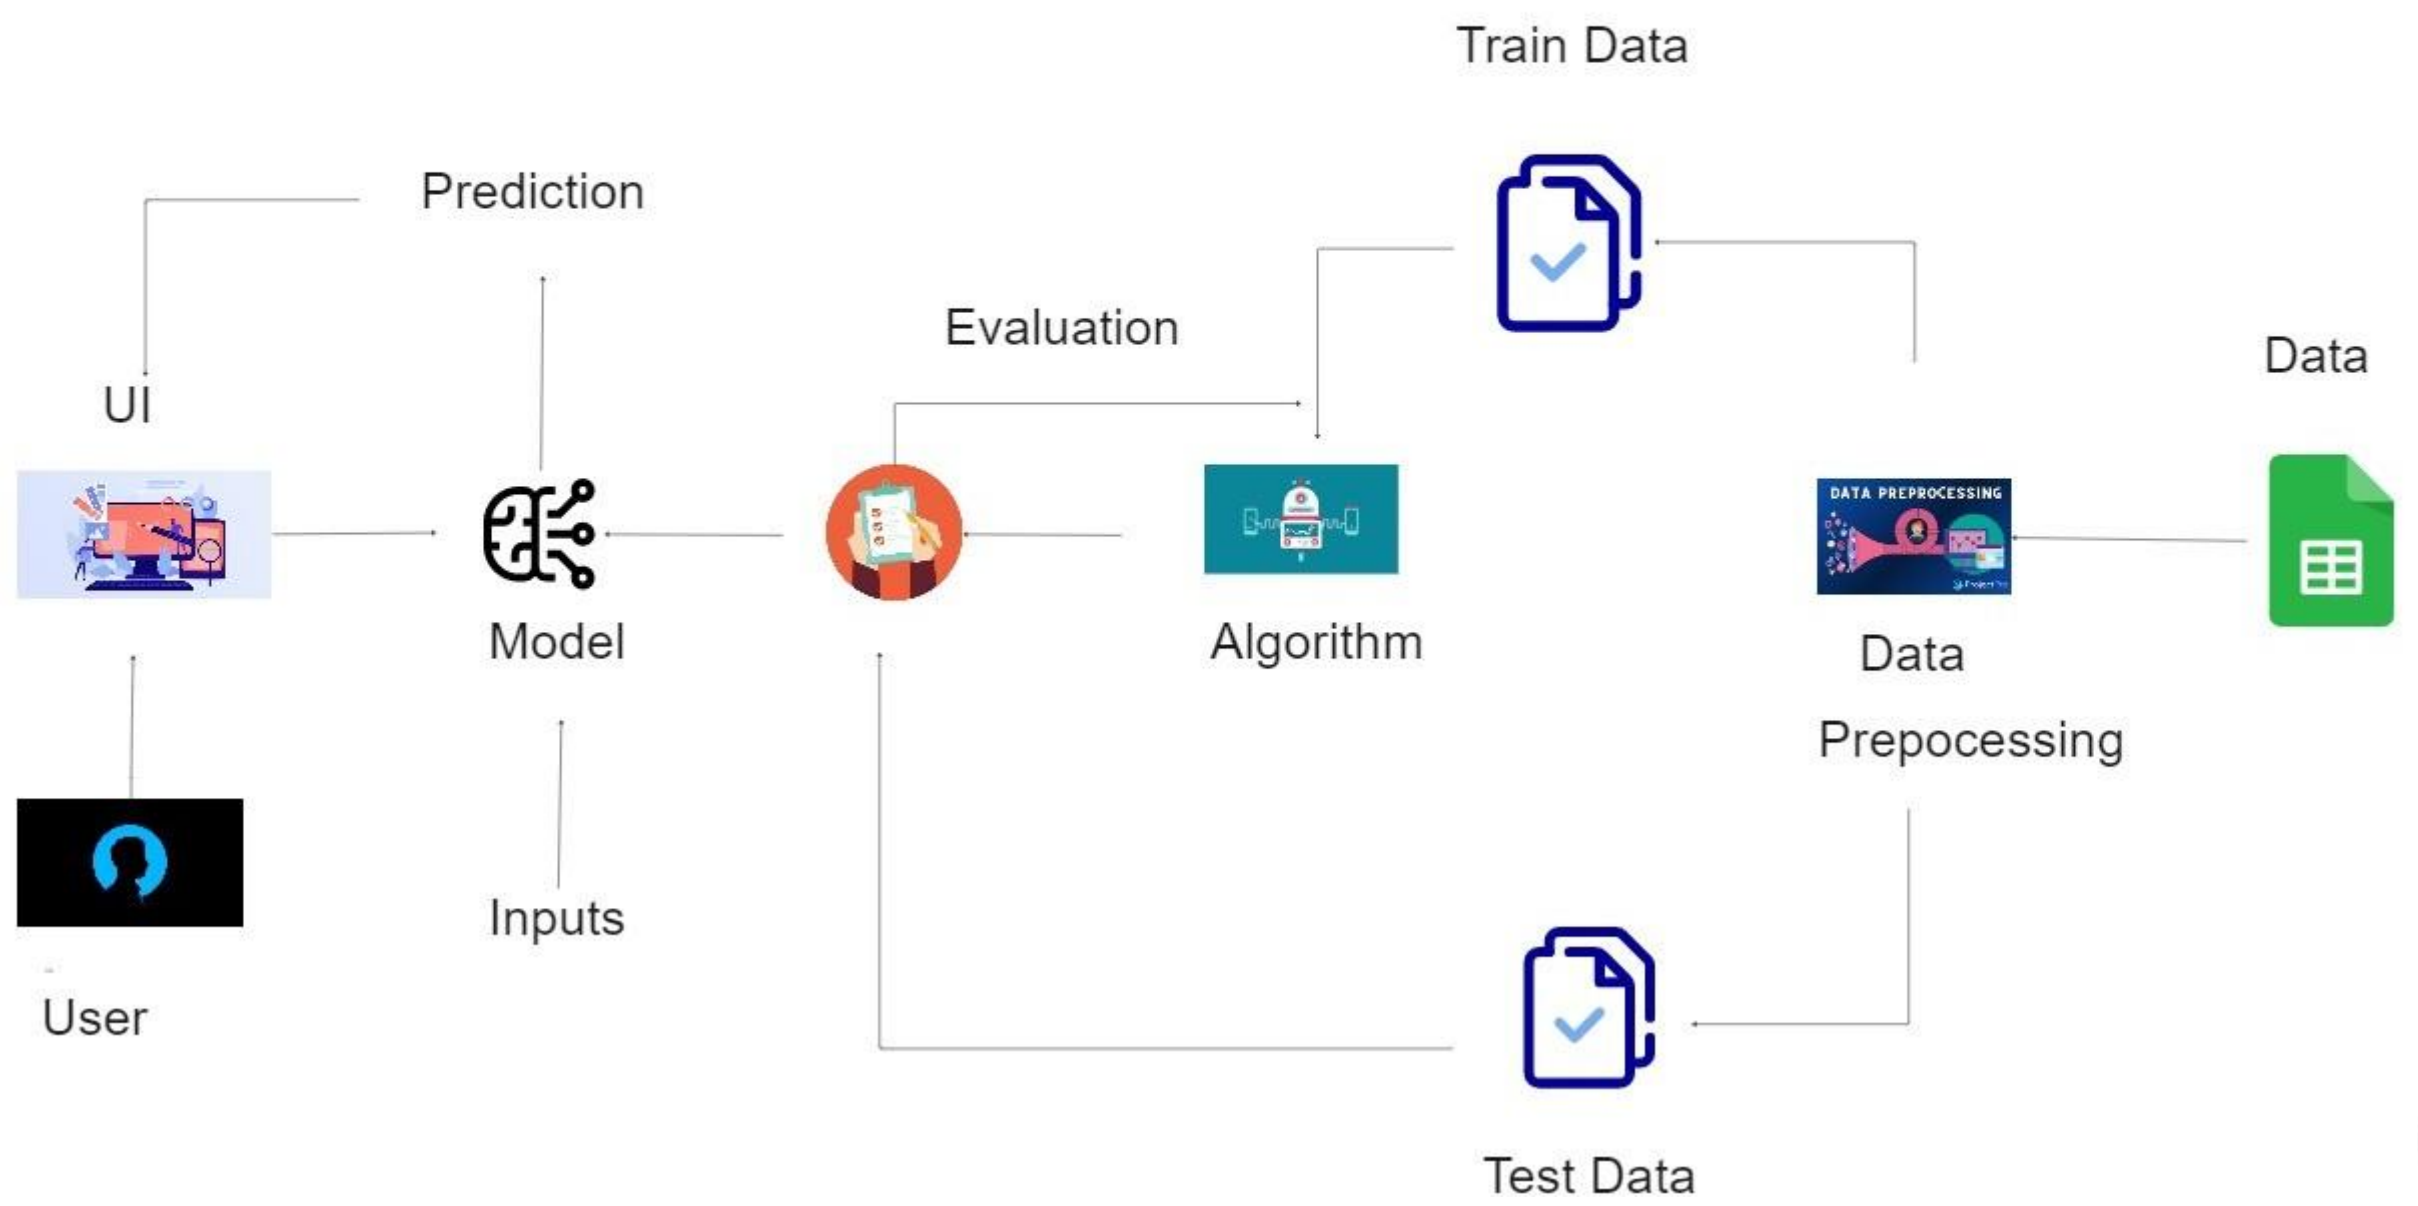 Train Data
Prediction
Evaluation
Data
UI
DATA PREPROCESSING
Model
Algorithm
Data
Prepocessing
Inputs
User
Test Data